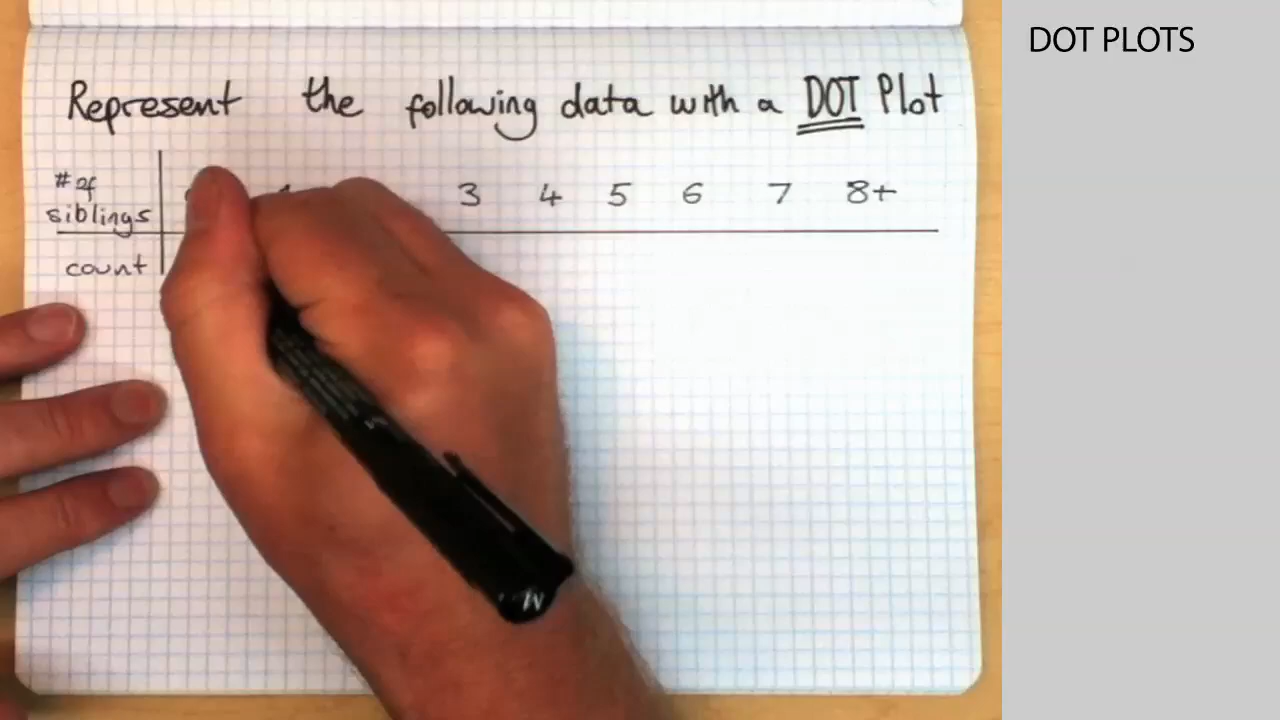 DOT PLOTS
Represent the following data with a DOT Plot
# of siblings 3 4 5 6 7 8+
count